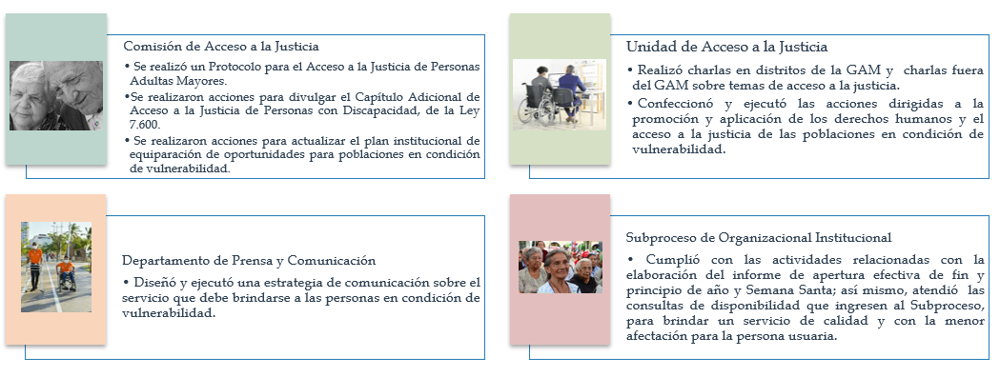 Comisión de Acceso a la Justicia
• Se realizó un Protocolo para el Acceso a la Justicia de Personas
Adultas Mayores.
•Se realizaron acciones para divulgar el Capítulo Adicional de
Acceso a la Justicia de Personas con Discapacidad, de la Ley
7.600.
• Se realizaron acciones para actualizar el plan institucional de
equiparación de oportunidades para poblaciones en condición
de vulnerabilidad.
Unidad de Acceso a la Justicia
• Realizó charlas en distritos de la GAM y charlas fuera
del GAM sobre temas de acceso a la justicia.
• Confeccionó y ejecutó las acciones dirigidas a la
promoción y aplicación de los derechos humanos y el
acceso a la justicia de las poblaciones en condición de
vulnerabilidad.
Departamento de Prensa y Comunicación
• Diseñó y ejecutó una estrategia de comunicación sobre el
servicio que debe brindarse a las personas en condición de
vulnerabilidad.
Subproceso de Organizacional Institucional
• Cumplió con las actividades relacionadas con la
elaboración del informe de apertura efectiva de fin y
principio de año y Semana Santa; así mismo, atendió las
consultas de disponibilidad que ingresen al Subproceso,
para brindar un servicio de calidad y con la menor
afectación para la persona usuaria.